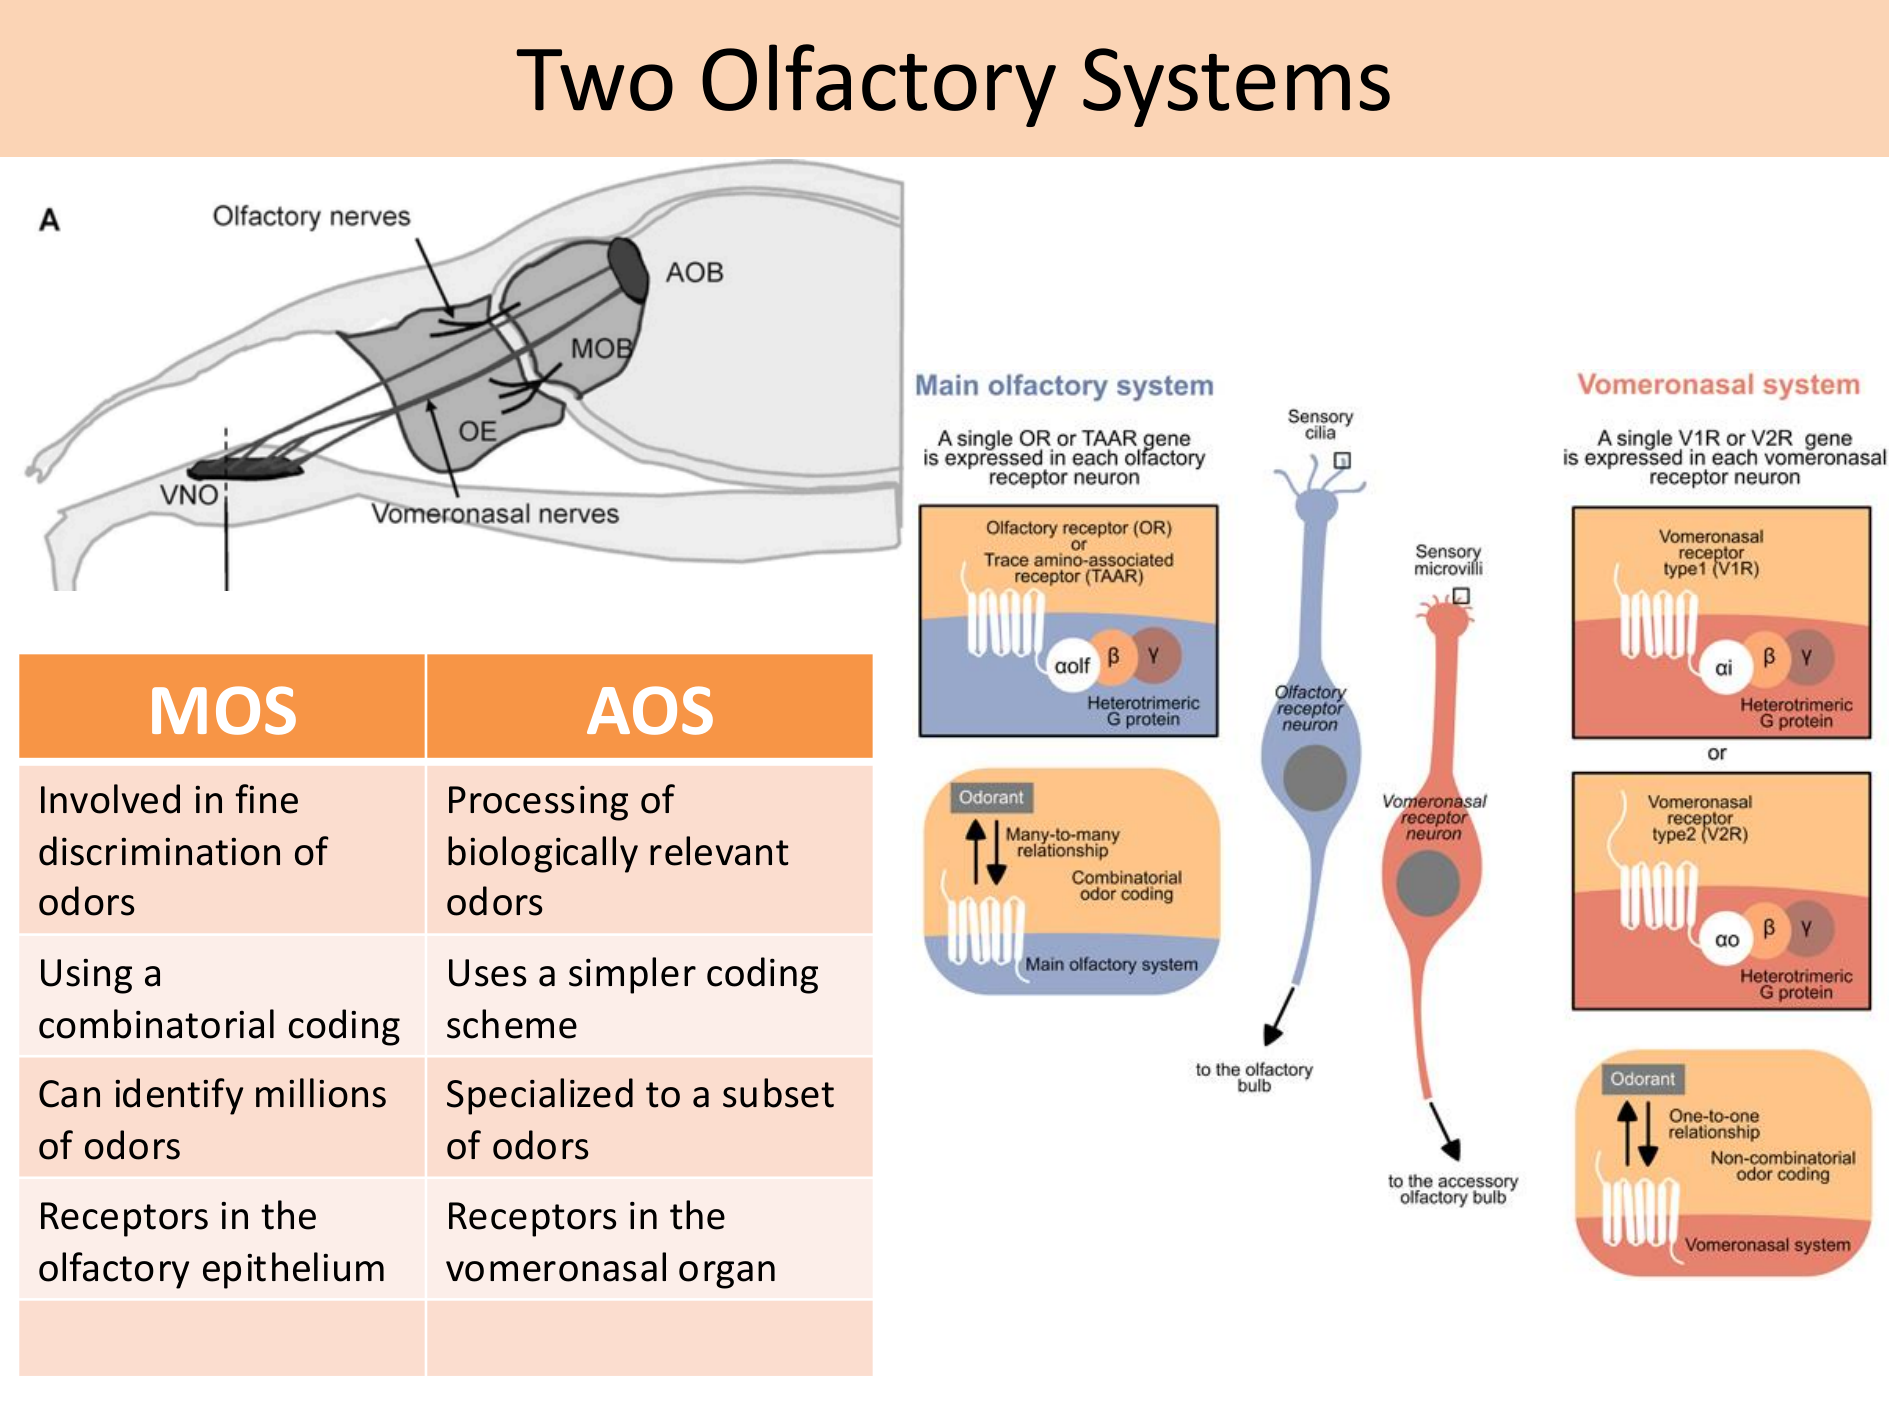 Two Olfactory Systems
A
Olfactory nerves
AOB
MOB
OE
VNO
Vomeronasal nerves
MOS
AOS
Involved in fine
discrimination of
odors
Processing of
biologically relevant
odors
Using a
combinatorial coding
Uses a simpler coding
scheme
Can identify millions
of odors
Specialized to a subset
of odors
Receptors in the
olfactory epithelium
Receptors in the
vomeronasal organ
Main olfactory system
A single OR or TAAR gene
is expressed in each olfactory
receptor neuron
Olfactory receptor (OR)
or
Trace amino-associated
receptor (TAAR)
αolf
β
γ
Heterotrimeric
G protein
Odorant
Many-to-many
relationship
Combinatorial
odor coding
Main olfactory system
Sensory
cilia
Olfactory
receptor
neuron
to the olfactory
bulb
Sensory
microvilli
Vomeronasal
receptor
neuron
to the accessory
olfactory bulb
Vomeronasal system
A single V1R or V2R gene
is expressed in each vomeronasal
receptor neuron
Vomeronasal
receptor
type1 (V1R)
αi
β
γ
Heterotrimeric
G protein
or
Vomeronasal
receptor
type2 (V2R)
αo
β
γ
Heterotrimeric
G protein
Odorant
One-to-one
relationship
Non-combinatorial
odor coding
Vomeronasal system